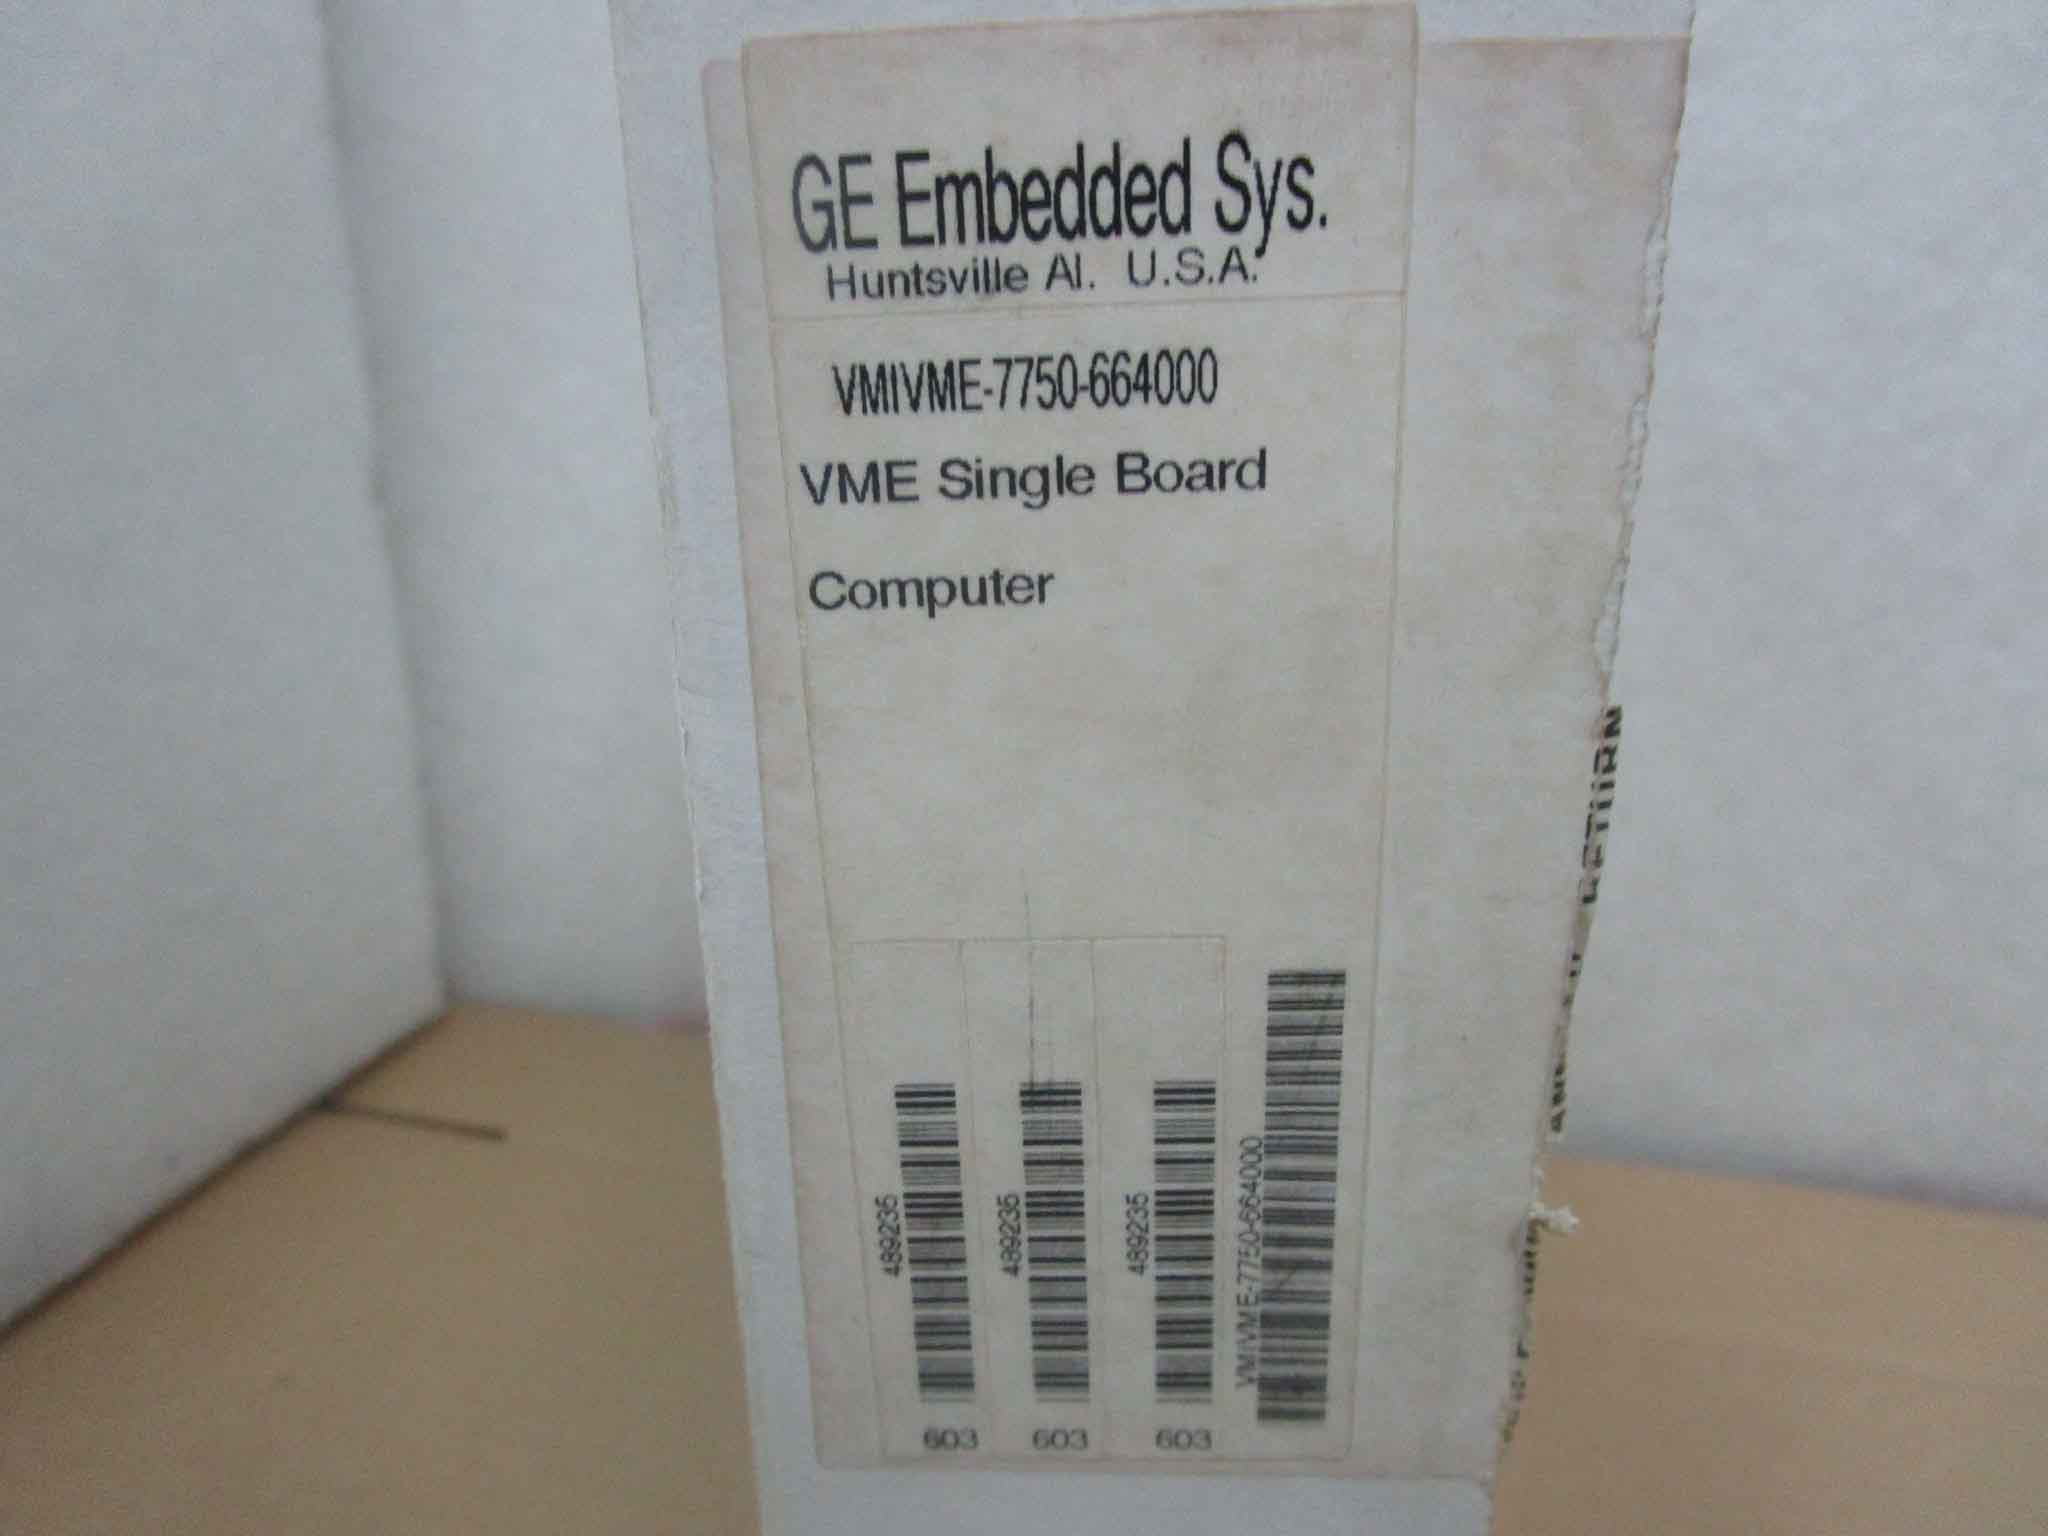 GE Embedded Sys.
Huntsville Al. U.S.A.
VMIVME-7750-664000
VME Single Board
Computer
489235
603
489235
603
489235
603
VMIVME-7750-664000
RETURN